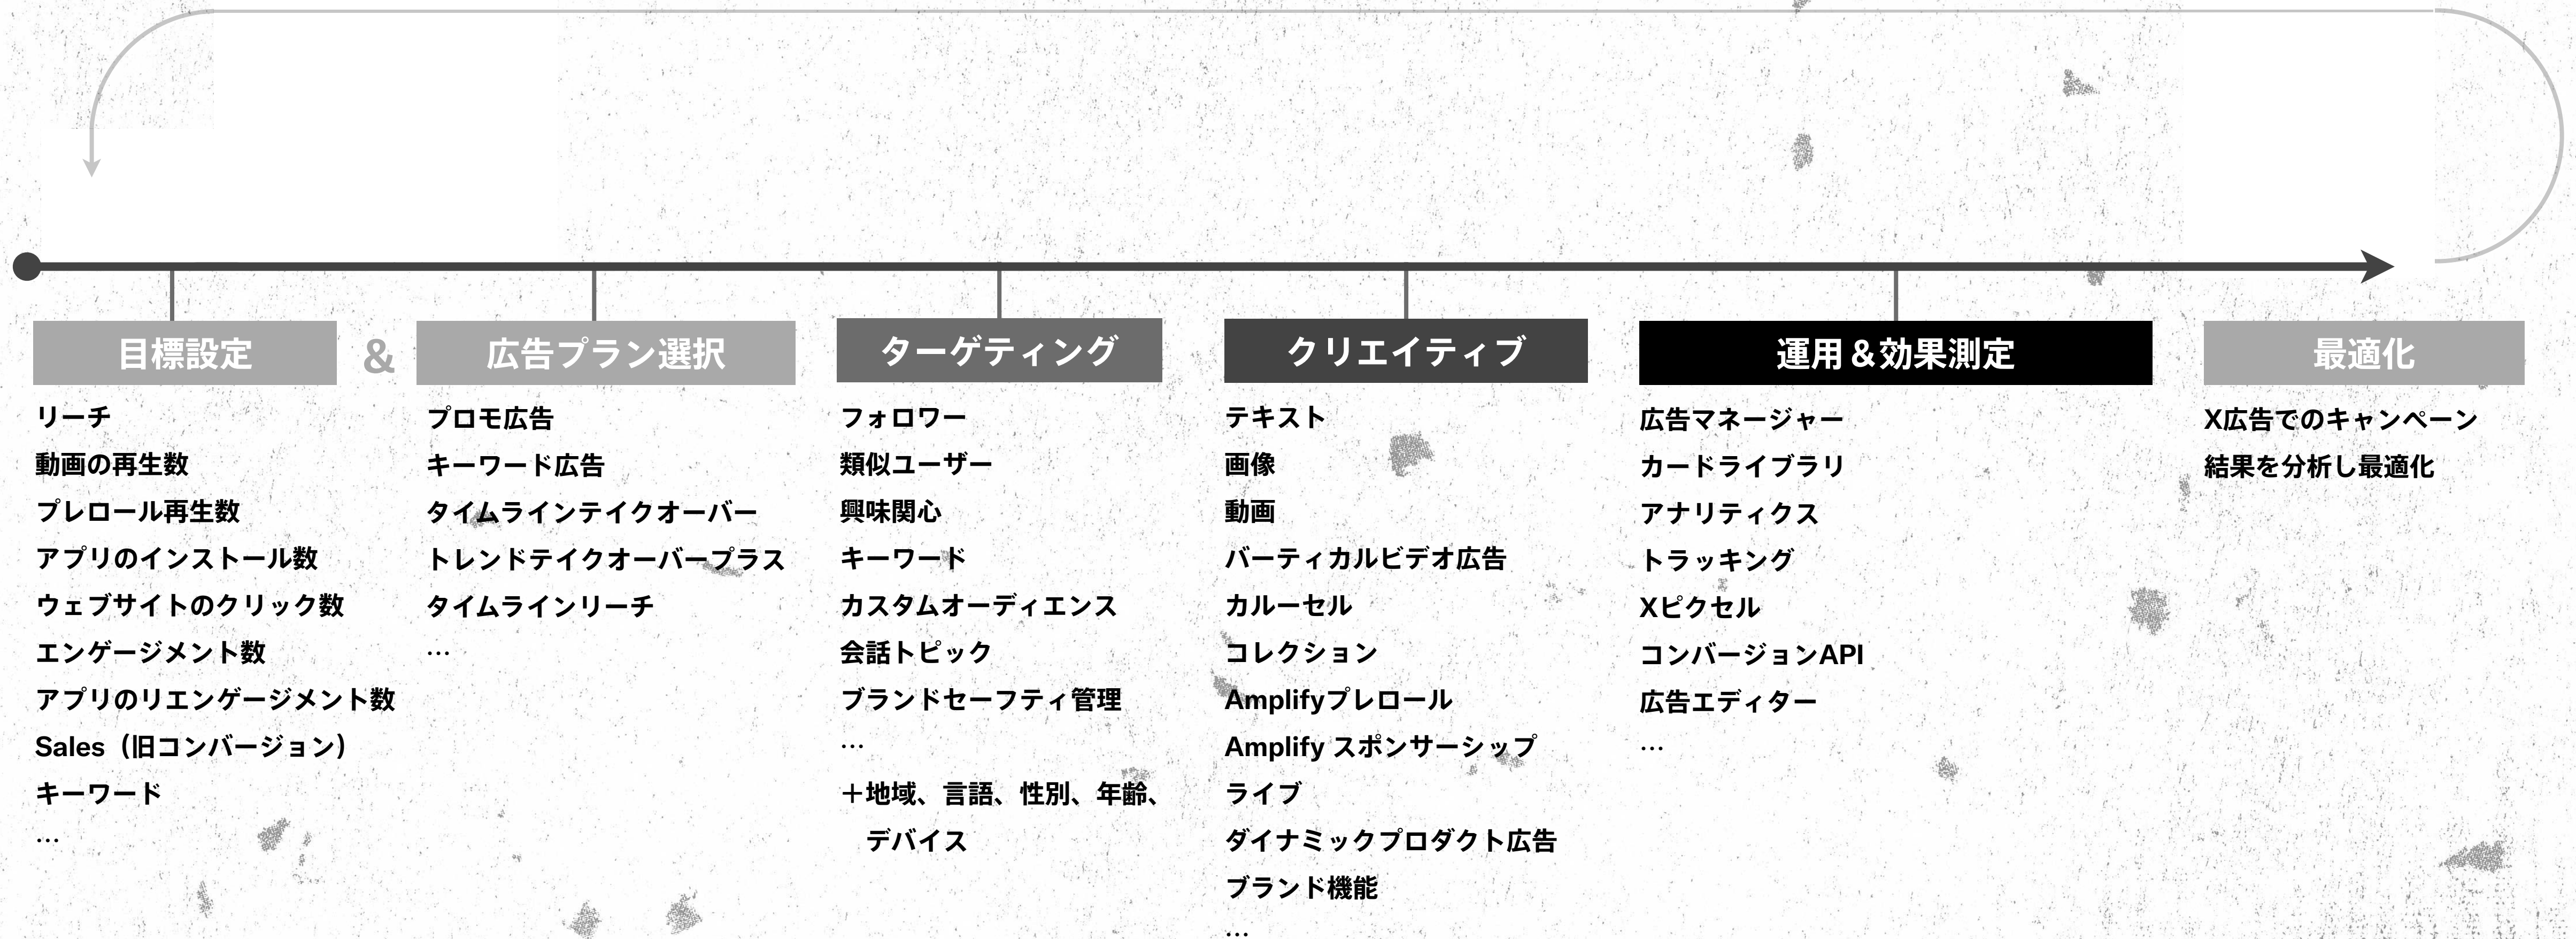 目標設定
&
広告プラン選択
ターゲティング
クリエイティブ
運用＆効果測定
最適化
リーチ
動画の再生数
プレロール再生数
アプリのインストール数
ウェブサイトのクリック数
エンゲージメント数
アプリのリエンゲージメント数
Sales（旧コンバージョン）
キーワード
…
プロモ広告
キーワード広告
タイムラインテイクオーバー
トレンドテイクオーバープラス
タイムラインリーチ
…
フォロワー
類似ユーザー
興味関心
キーワード
カスタムオーディエンス
会話トピック
ブランドセーフティ管理
…
＋地域、言語、性別、年齢、
デバイス
テキスト
画像
動画
バーティカルビデオ広告
カルーセル
コレクション
Amplifyプレロール
Amplify スポンサーシップ
ライブ
ダイナミックプロダクト広告
ブランド機能
…
広告マネージャー
カードライブラリ
アナリティクス
トラッキング
Xピクセル
コンバージョンAPI
広告エディター
…
X広告でのキャンペーン
結果を分析し最適化